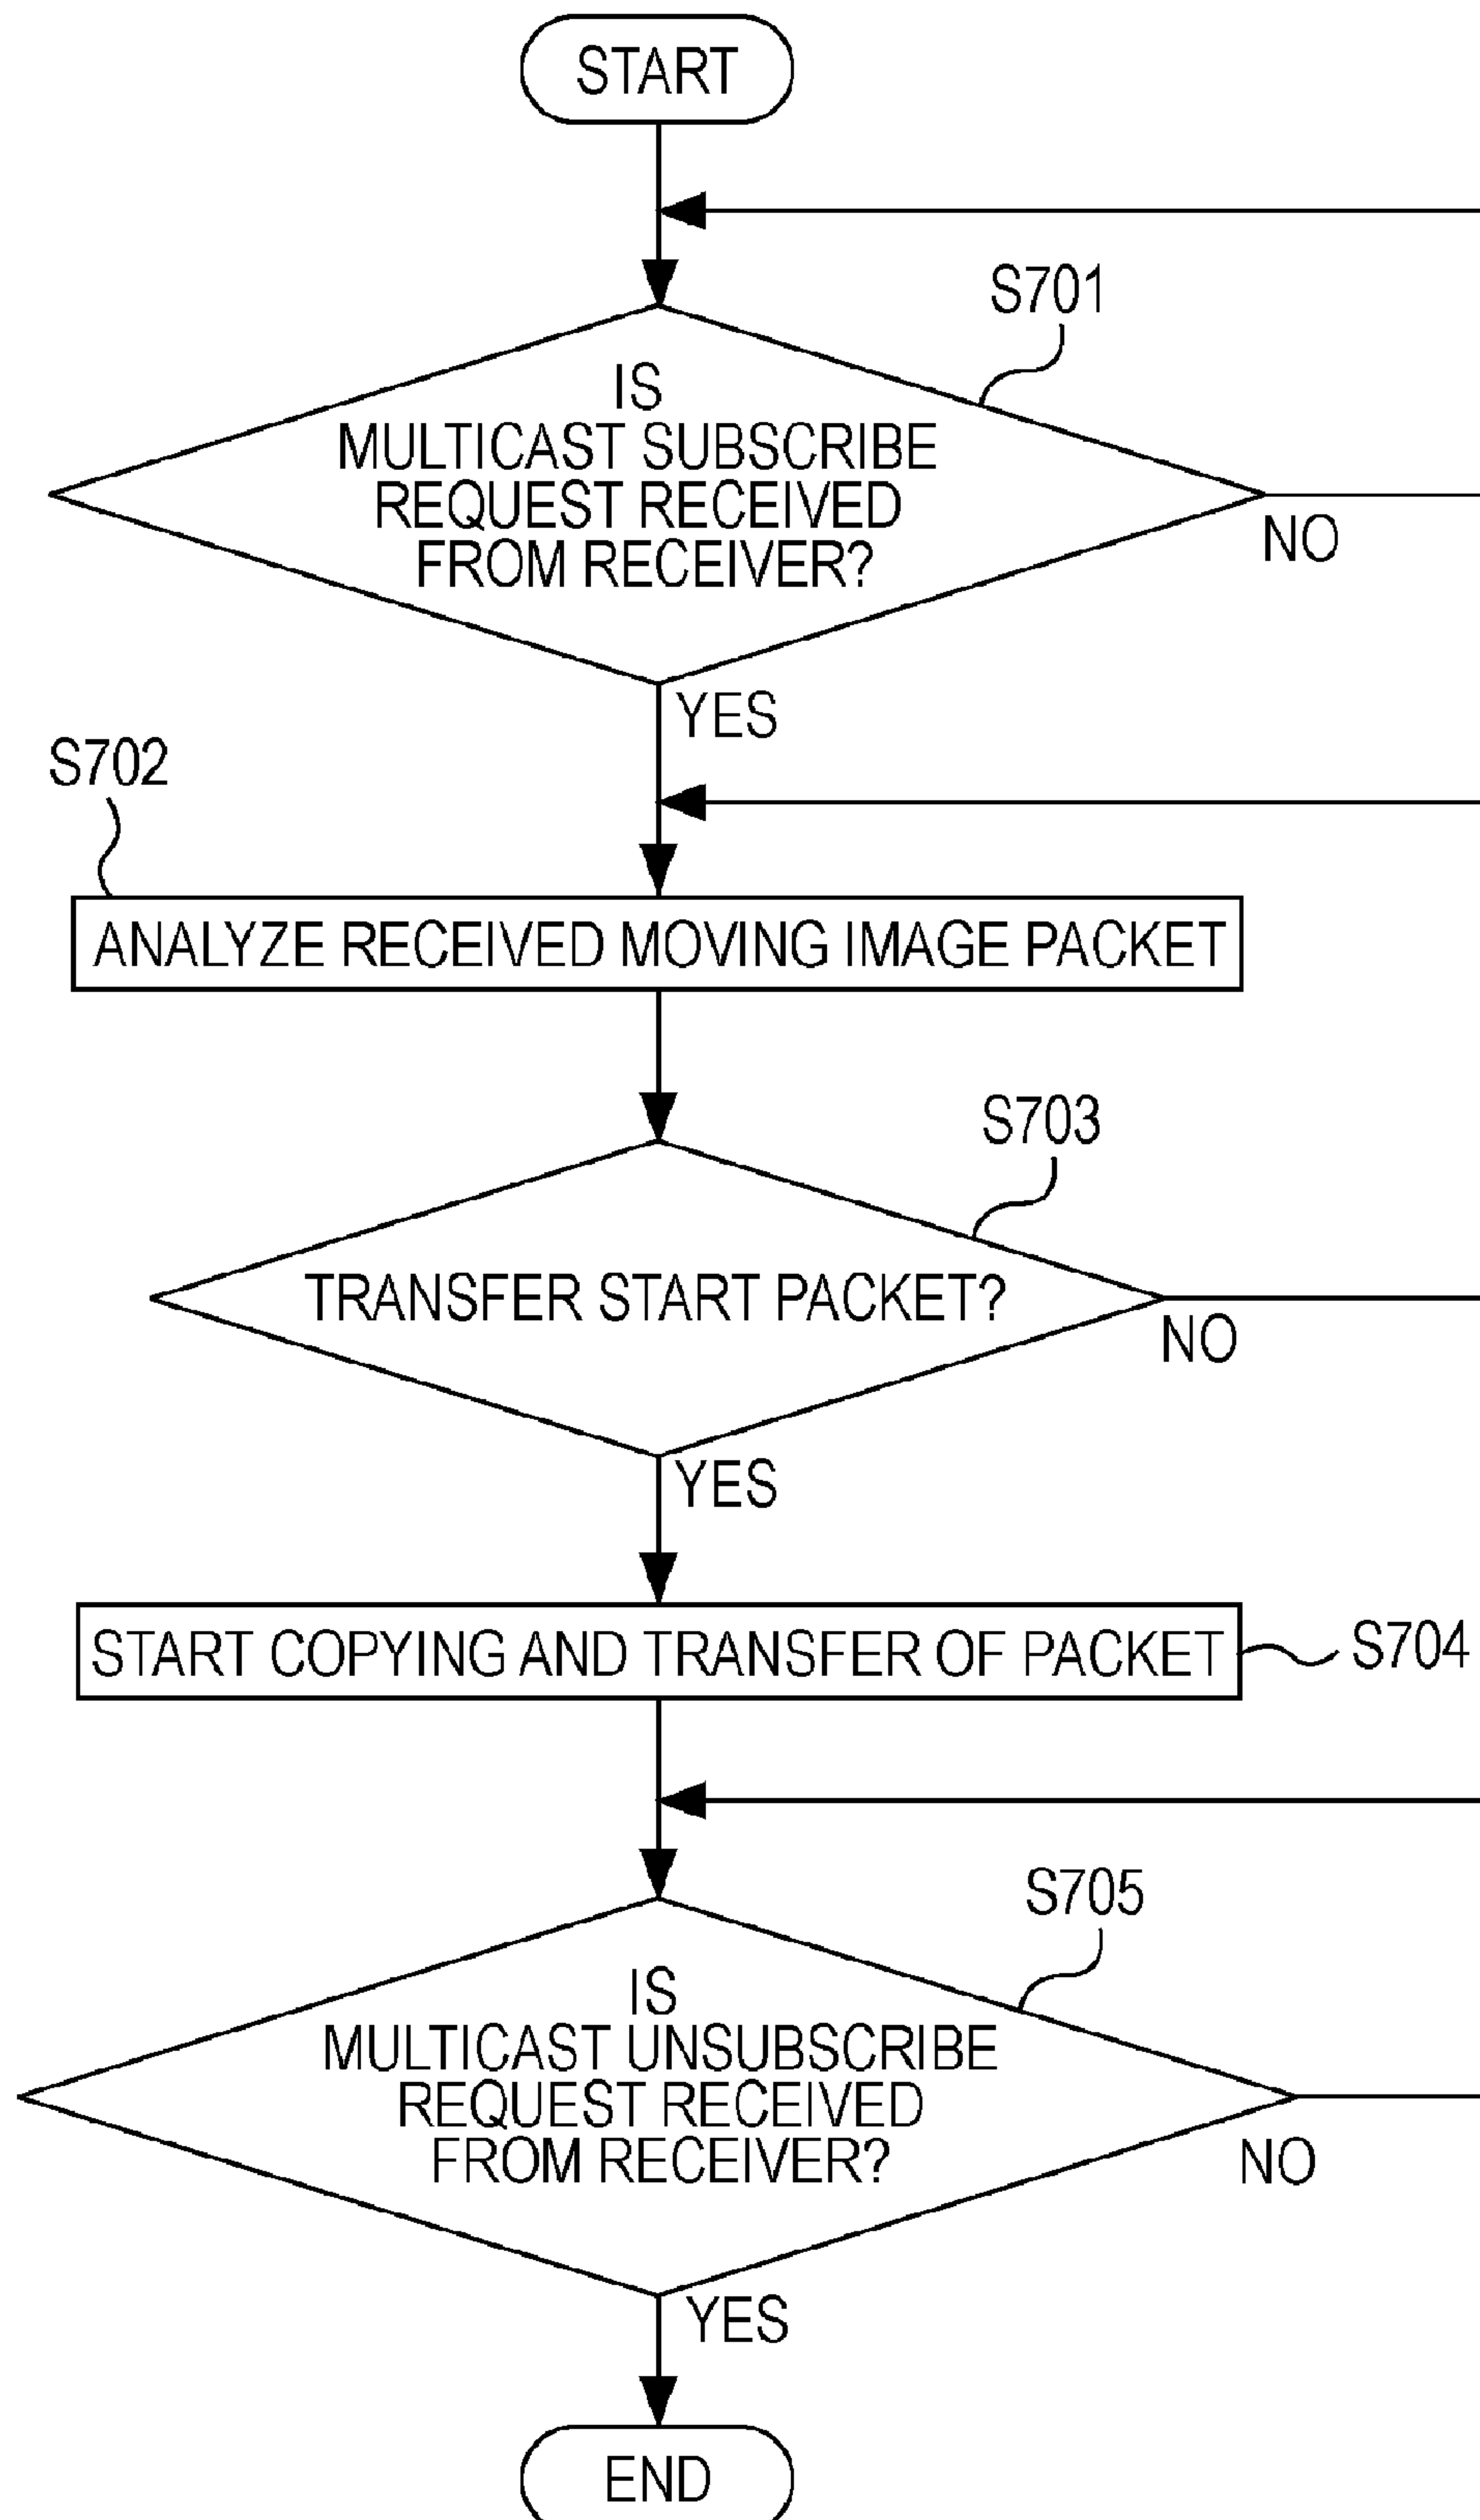 START
S701
IS
MULTICAST SUBSCRIBE
REQUEST RECEIVED
FROM RECEIVER?
NO
YES
S702
ANALYZE RECEIVED MOVING IMAGE PACKET
S703
TRANSFER START PACKET?
NO
YES
START COPYING AND TRANSFER OF PACKET
S704
S705
IS
MULTICAST UNSUBSCRIBE
REQUEST RECEIVED
FROM RECEIVER?
NO
YES
END